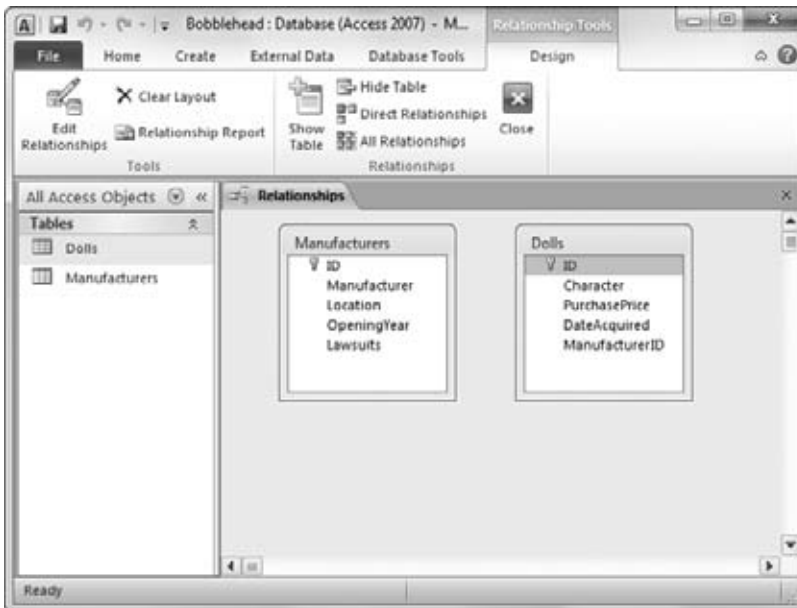 Bobblehead : Database (Access 2007) - M...
Relationship Tools
File Home Create External Data Database Tools Design
Edit Relationships
Clear Layout
Relationship Report
Tools
Show Table
Hide Table
Direct Relationships
All Relationships
Relationships
Close
All Access Objects
Relationships
Tables
Dolls
Manufacturers
Manufacturers
ID
Manufacturer
Location
OpeningYear
Lawsuits
Dolls
ID
Character
PurchasePrice
DateAcquired
ManufacturerID
Ready